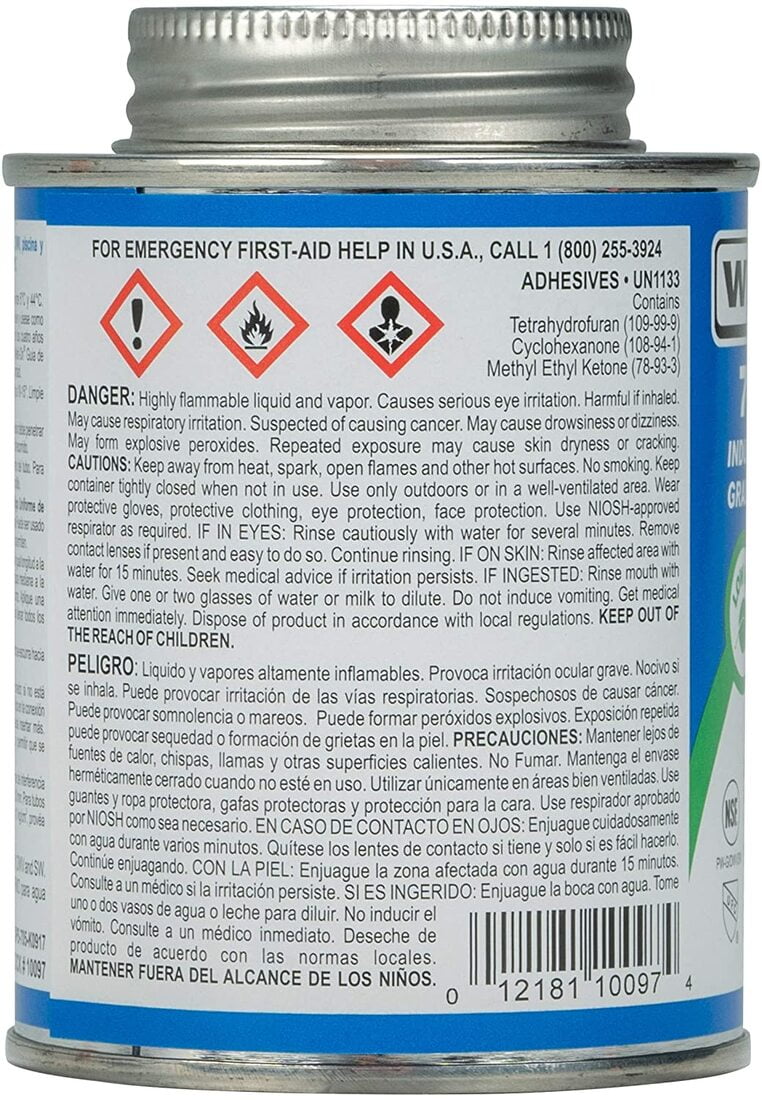 FOR EMERGENCY FIRST-AID HELP IN U.S.A., CALL 1 (800) 255-3924
ADHESIVES • UN1133
Contains
Tetrahydrofuran (109-99-9)
Cyclohexanone (108-94-1)
Methyl Ethyl Ketone (78-93-3)
DANGER: Highly flammable liquid and vapor. Causes serious eye irritation. Harmful if inhaled.
May cause respiratory irritation. Suspected of causing cancer. May cause drowsiness or dizziness.
May form explosive peroxides. Repeated exposure may cause skin dryness or cracking.
CAUTIONS: Keep away from heat, spark, open flames and other hot surfaces. No smoking. Keep
container tightly closed when not in use. Use only outdoors or in a well-ventilated area. Wear
protective gloves, protective clothing, eye protection, face protection. Use NIOSH-approved
respirator as required. IF IN EYES: Rinse cautiously with water for several minutes. Remove
contact lenses if present and easy to do so. Continue rinsing. IF ON SKIN: Rinse affected area with
water for 15 minutes. Seek medical advice if irritation persists. IF INGESTED: Rinse mouth with
water. Give one or two glasses of water or milk to dilute. Do not induce vomiting. Get medical
attention immediately. Dispose of product in accordance with local regulations. KEEP OUT OF
THE REACH OF CHILDREN.
PELIGRO: Liquido y vapores altamente inflamables. Provoca irritación ocular grave. Nocivo si
se inhala. Puede provocar irritación de las vías respiratorias. Sospechosos de causar cáncer.
Puede provocar somnolencia o mareos. Puede formar peróxidos explosivos. Exposición repetida
puede provocar sequedad o formación de grietas en la piel. PRECAUCIONES: Mantener lejos de
fuentes de calor, chispas, llamas y otras superficies calientes. No Fumar. Mantenga el envase
herméticamente cerrado cuando no esté en uso. Utilizar únicamente en áreas bien ventiladas. Use
guantes y ropa protectora, gafas protectoras y protección para la cara. Use respirador aprobado
por NIOSH como sea necesario. EN CASO DE CONTACTO EN OJOS: Enjuague cuidadosamente
con agua durante varios minutos. Quítese los lentes de contacto si tiene y solo si es fácil hacerlo.
Continúe enjuagando. CON LA PIEL: Enjuague la zona afectada con agua durante 15 minutos.
Consulte a un médico si la irritación persiste. SI ES INGERIDO: Enjuague la boca con agua. Tome
uno o dos vasos de agua o leche para diluir. No inducir el
vómito. Consulte a un médico inmediato. Deseche de
producto de acuerdo con las normas locales.
MANTENER FUERA DEL ALCANCE DE LOS NIÑOS.
0 12181 10097 4
W
7
NSF
# 10097